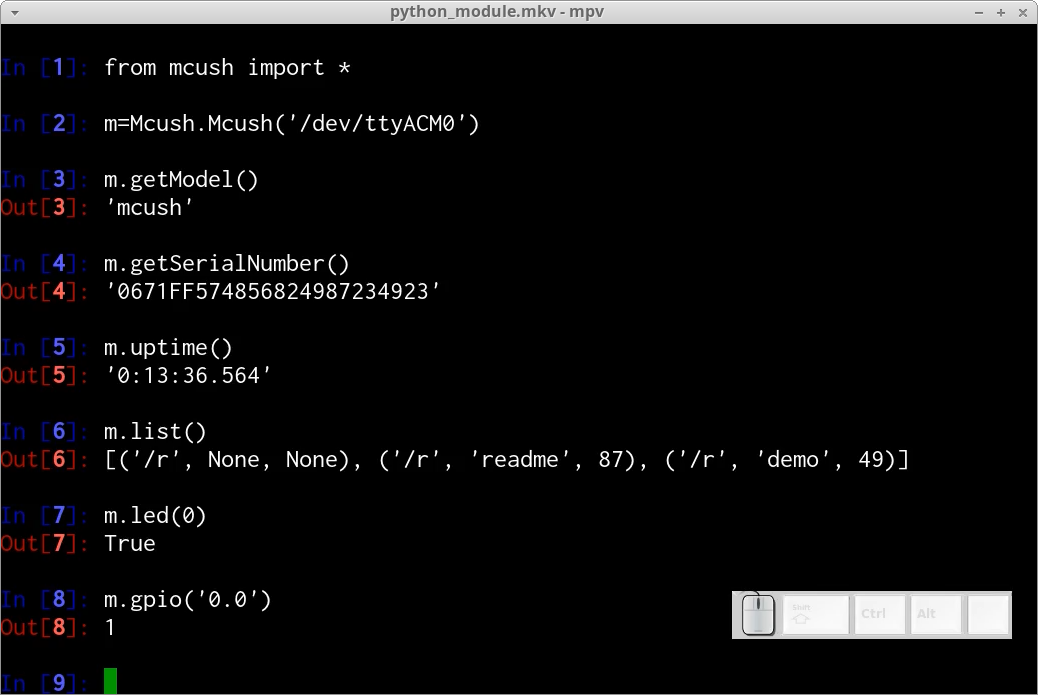 python_module.mkv - mpv
In [1]: from mcush import *
In [2]: m=Mcush.Mcush('/dev/ttyACM0')
In [3]: m.getModel()
Out[3]: 'mcush'
In [4]: m.getSerialNumber()
Out[4]: '0671FF574856824987234923'
In [5]: m.uptime()
Out[5]: '0:13:36.564'
In [6]: m.list()
Out[6]: [('/r', None, None), ('/r', 'readme', 87), ('/r', 'demo', 49)]
In [7]: m.led(0)
Out[7]: True
In [8]: m.gpio('0.0')
Out[8]: 1
Shift
Ctrl
Alt
In [9]: